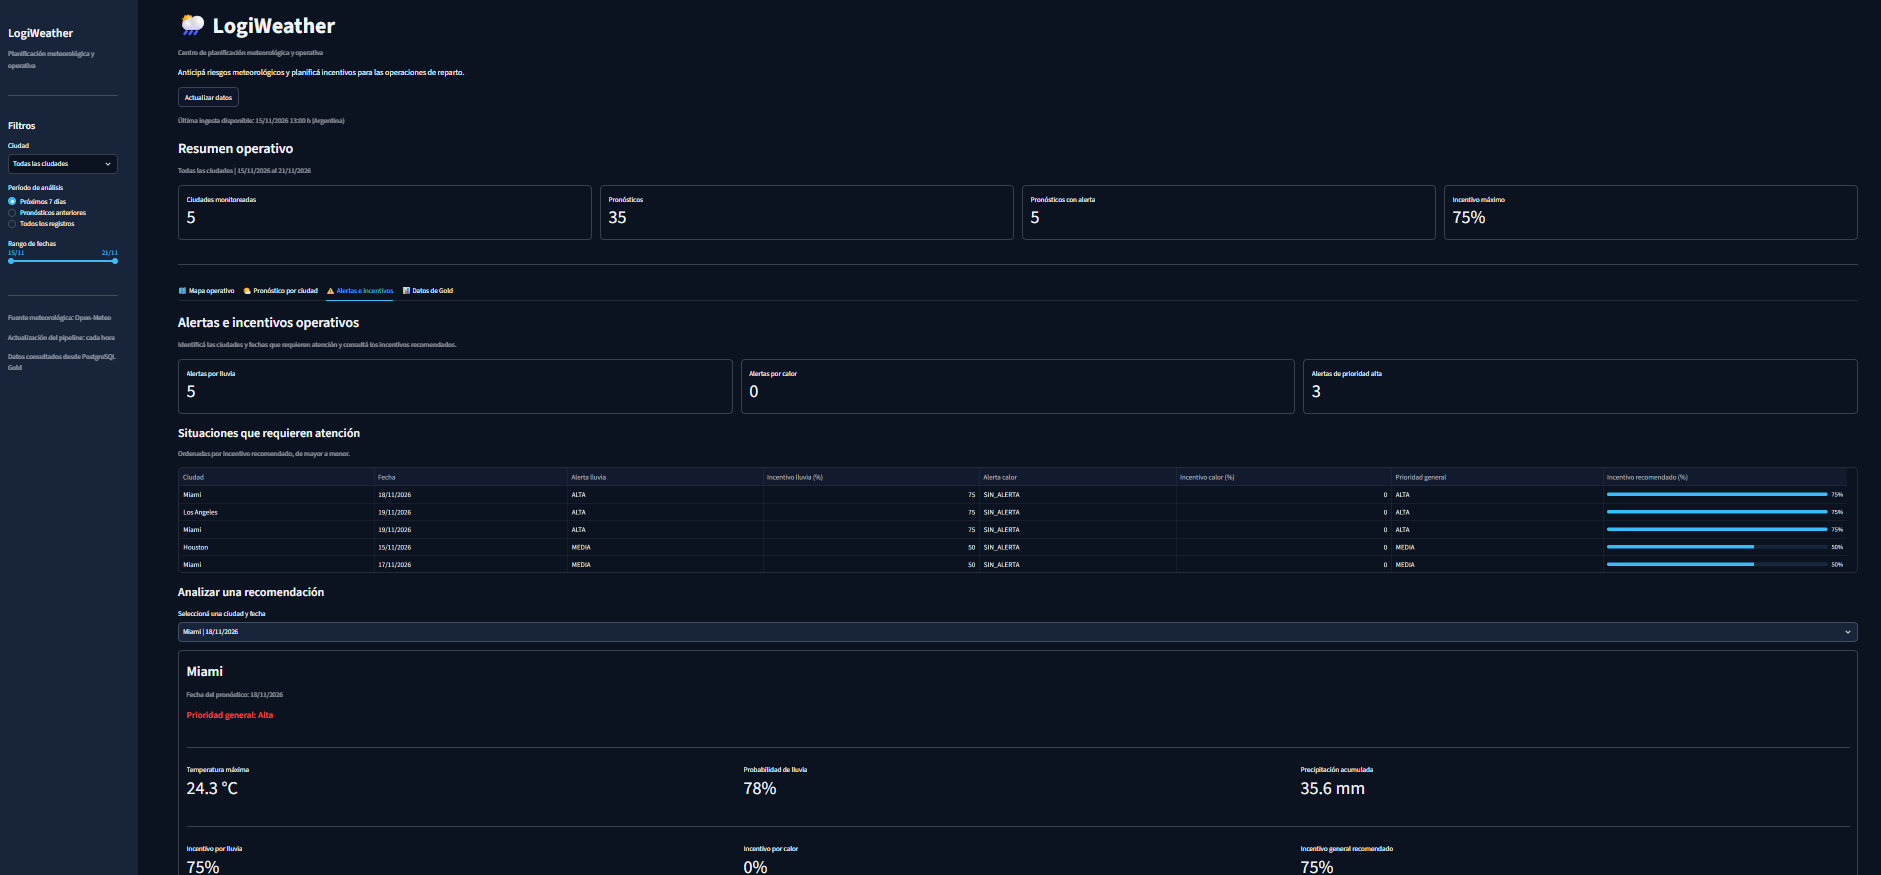 LogiWeather
Planificación meteorológica y
operativa
Filtros
Ciudad
Todas las ciudades
Período de análisis
Próximos 7 días
Pronósticos anteriores
Todos los registros
Rango de fechas
15/11 21/11
Fuente meteorológica: Open-Meteo
Actualización del pipeline: cada hora
Datos consultados desde PostgreSQL
Gold
LogiWeather
Centro de planificación meteorológica y operativa
Anticipá riesgos meteorológicos y planificá incentivos para las operaciones de reparto.
Actualizar datos
Última ingesta disponible: 15/11/2026 13:00 h (Argentina)
Resumen operativo
Todas las ciudades | 15/11/2026 al 21/11/2026
Ciudades monitoreadas
5
Pronósticos
35
Pronósticos con alerta
5
Incentivo máximo
75%
Mapa operativo Pronóstico por ciudad Alertas e incentivos Datos de Gold
Alertas e incentivos operativos
Identificá las ciudades y fechas que requieren atención y consultá los incentivos recomendados.
Alertas por lluvia
5
Alertas por calor
0
Alertas de prioridad alta
3
Situaciones que requieren atención
Ordenadas por incentivo recomendado, de mayor a menor.
Ciudad Fecha Alerta lluvia Incentivo lluvia (%) Alerta calor Incentivo calor (%) Prioridad general Incentivo recomendado (%)
Miami 18/11/2026 ALTA 75 SIN_ALERTA 0 ALTA 75%
Los Angeles 19/11/2026 ALTA 75 SIN_ALERTA 0 ALTA 75%
Miami 19/11/2026 ALTA 75 SIN_ALERTA 0 ALTA 75%
Houston 15/11/2026 MEDIA 50 SIN_ALERTA 0 MEDIA 50%
Miami 17/11/2026 MEDIA 50 SIN_ALERTA 0 MEDIA 50%
Analizar una recomendación
Seleccioná una ciudad y fecha
Miami | 18/11/2026
Miami
Fecha del pronóstico: 18/11/2026
Prioridad general: Alta
Temperatura máxima
24.3 °C
Probabilidad de lluvia
78%
Precipitación acumulada
35.6 mm
Incentivo por lluvia
75%
Incentivo por calor
0%
Incentivo general recomendado
75%